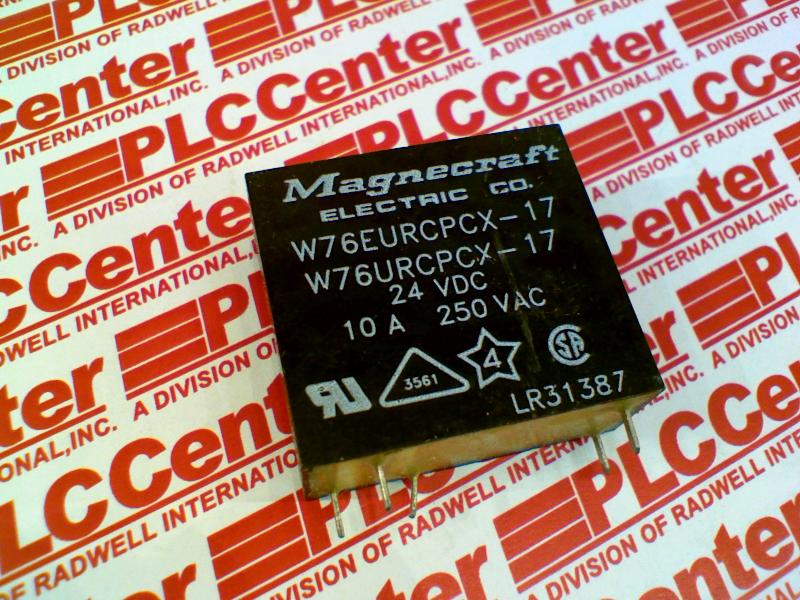 Magnecraft
ELECTRIC CO.
W76EURCPCX-17
W76URCPCX-17
24 VDC
10 A 250 VAC
3561
4
LR31387
PLCCenter
A DIVISION OF RADWELL INTERNATIONAL, INC.